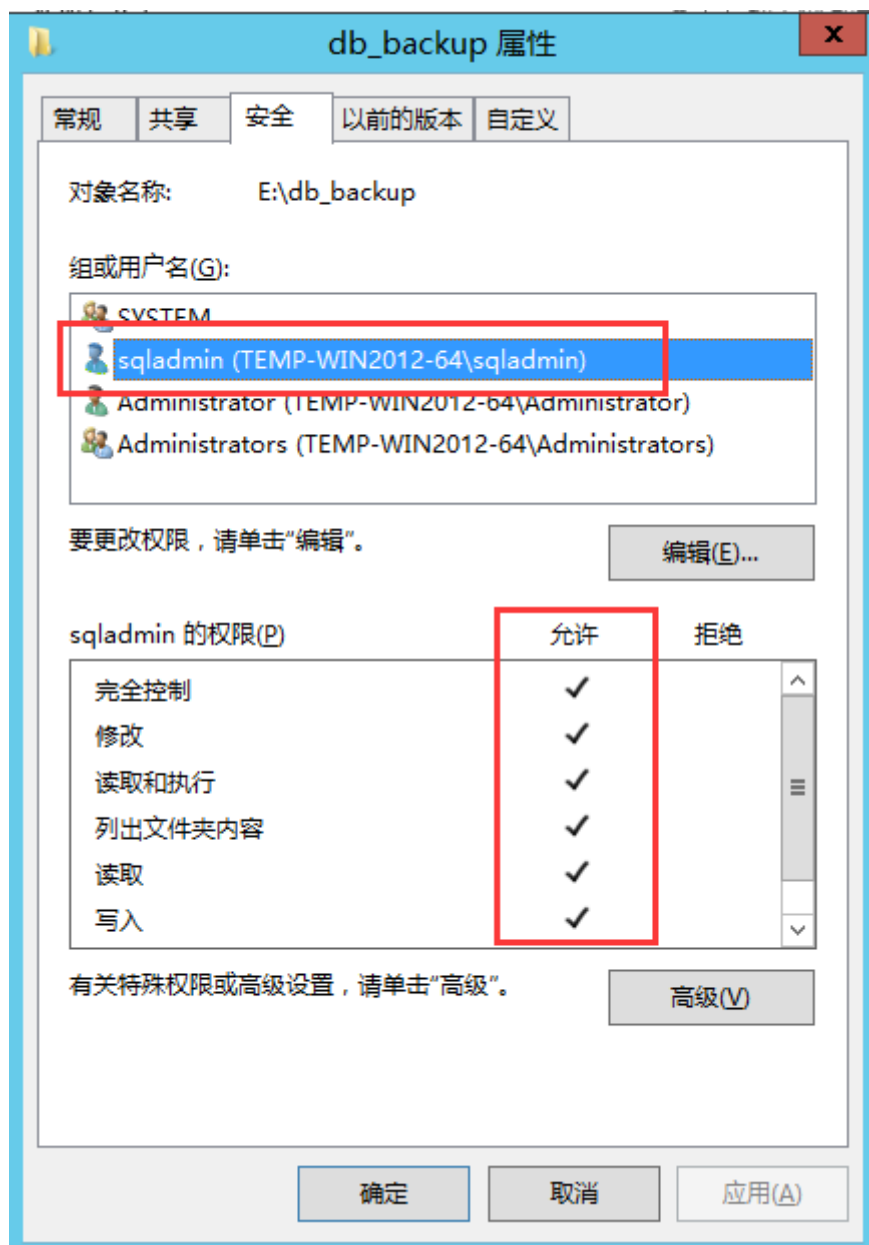 db_backup 属性
x
常规 共享 安全 以前的版本 自定义
对象名称: E:\db_backup
组或用户名(G):
SYSTEM
sqladmin (TEMP-WIN2012-64\sqladmin)
Administrator (TEMP-WIN2012-64\Administrator)
Administrators (TEMP-WIN2012-64\Administrators)
要更改权限，请单击"编辑"。
编辑(E)...
sqladmin 的权限(P) 允许 拒绝
完全控制
修改
读取和执行
列出文件夹内容
读取
写入
有关特殊权限或高级设置，请单击"高级"。
高级(V)
确定 取消 应用(A)